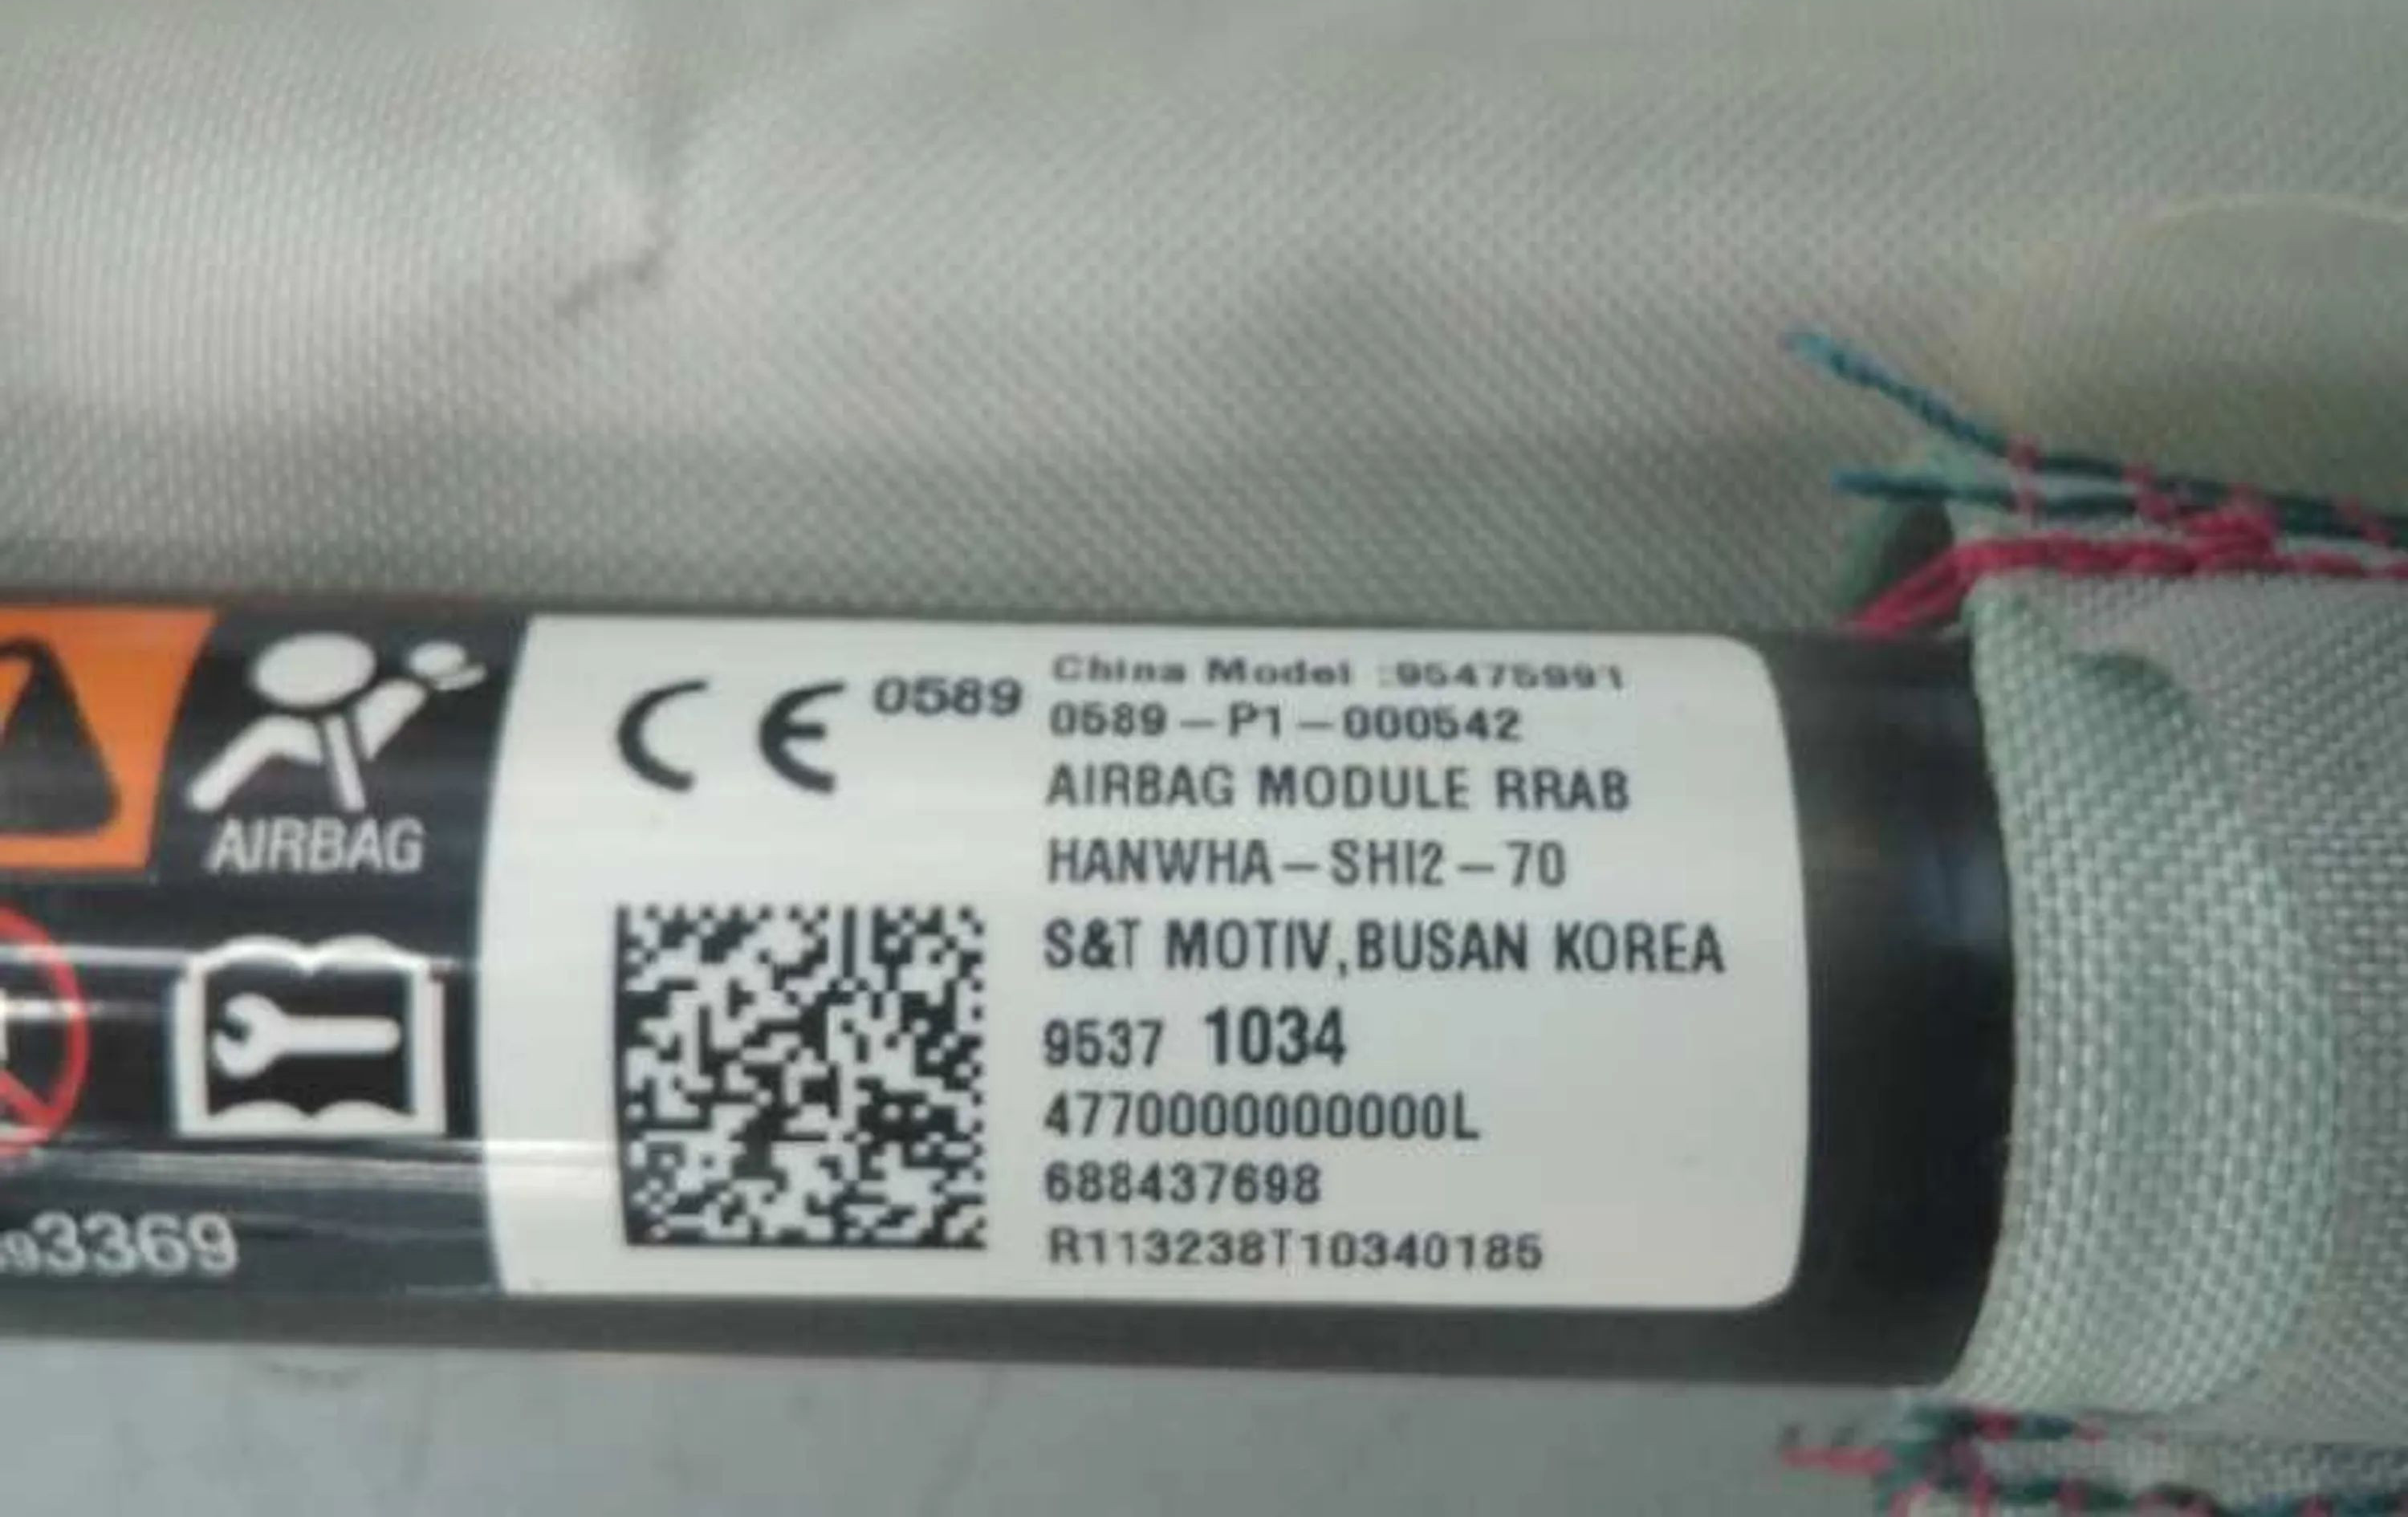 AIRBAG
3369
CE 0589
China Model :95475991
0589-P1-000542
AIRBAG MODULE RRAB
HANWHA-SHI2-70
S&T MOTIV,BUSAN KOREA
9537 1034
4770000000000L
688437698
R113238T10340185